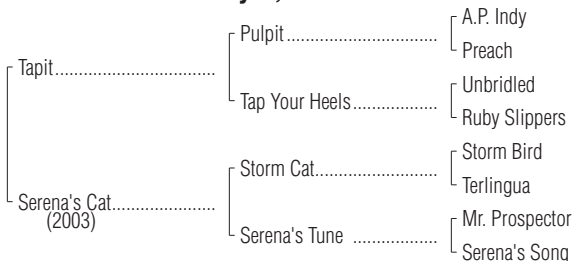 A.P. Indy
Pulpit
Preach
Tapit
Unbridled
Tap Your Heels
Ruby Slippers
Storm Bird
Storm Cat
Terlingua
Serena's Cat
(2003)
Mr. Prospector
Serena's Tune
Serena's Song